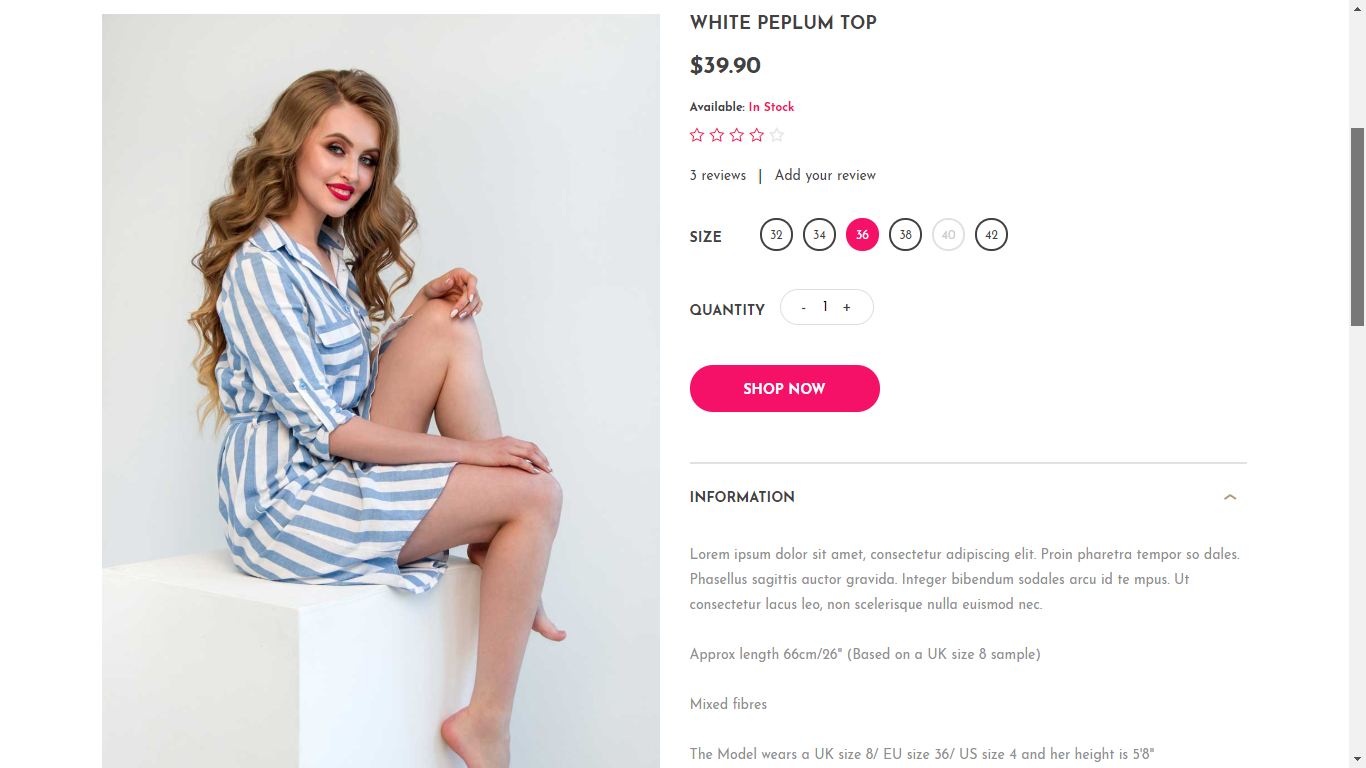 WHITE PEPLUM TOP
$39.90
Available: In Stock
3 reviews | Add your review
SIZE 32 34 36 38 40 42
QUANTITY - 1 +
SHOP NOW
INFORMATION
Lorem ipsum dolor sit amet, consectetur adipiscing elit. Proin pharetra tempor so dales.
Phasellus sagittis auctor gravida. Integer bibendum sodales arcu id te mpus. Ut
consectetur lacus leo, non scelerisque nulla euismod nec.
Approx length 66cm/26" (Based on a UK size 8 sample)
Mixed fibres
The Model wears a UK size 8/ EU size 36/ US size 4 and her height is 5'8"